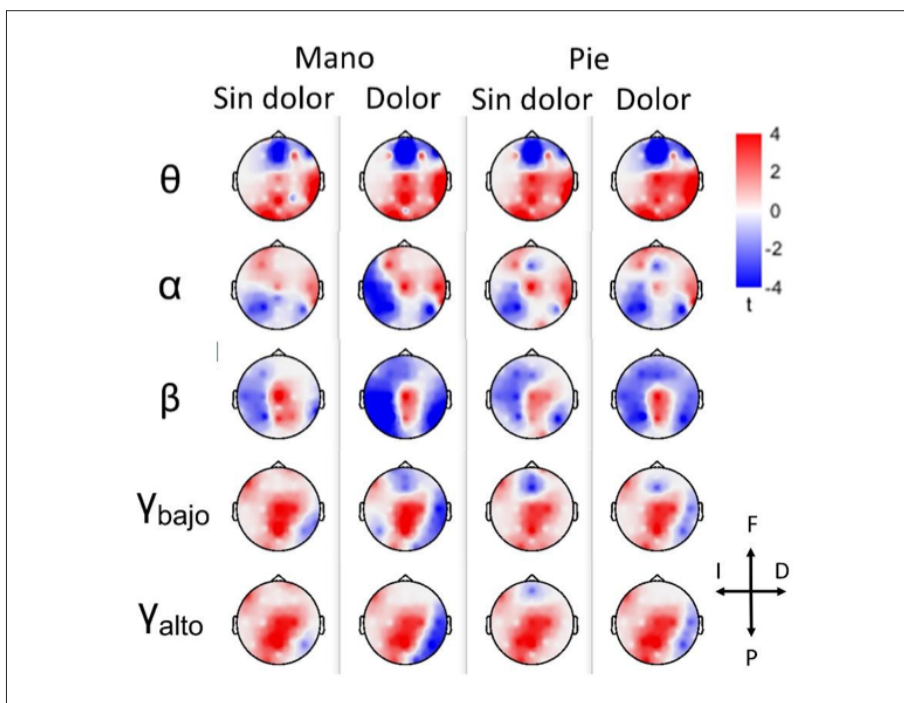 Mano Pie
Sin dolor Dolor Sin dolor Dolor
θ
α
β
γbajo
γalto
4
2
0
-2
-4
t
F
I D
P